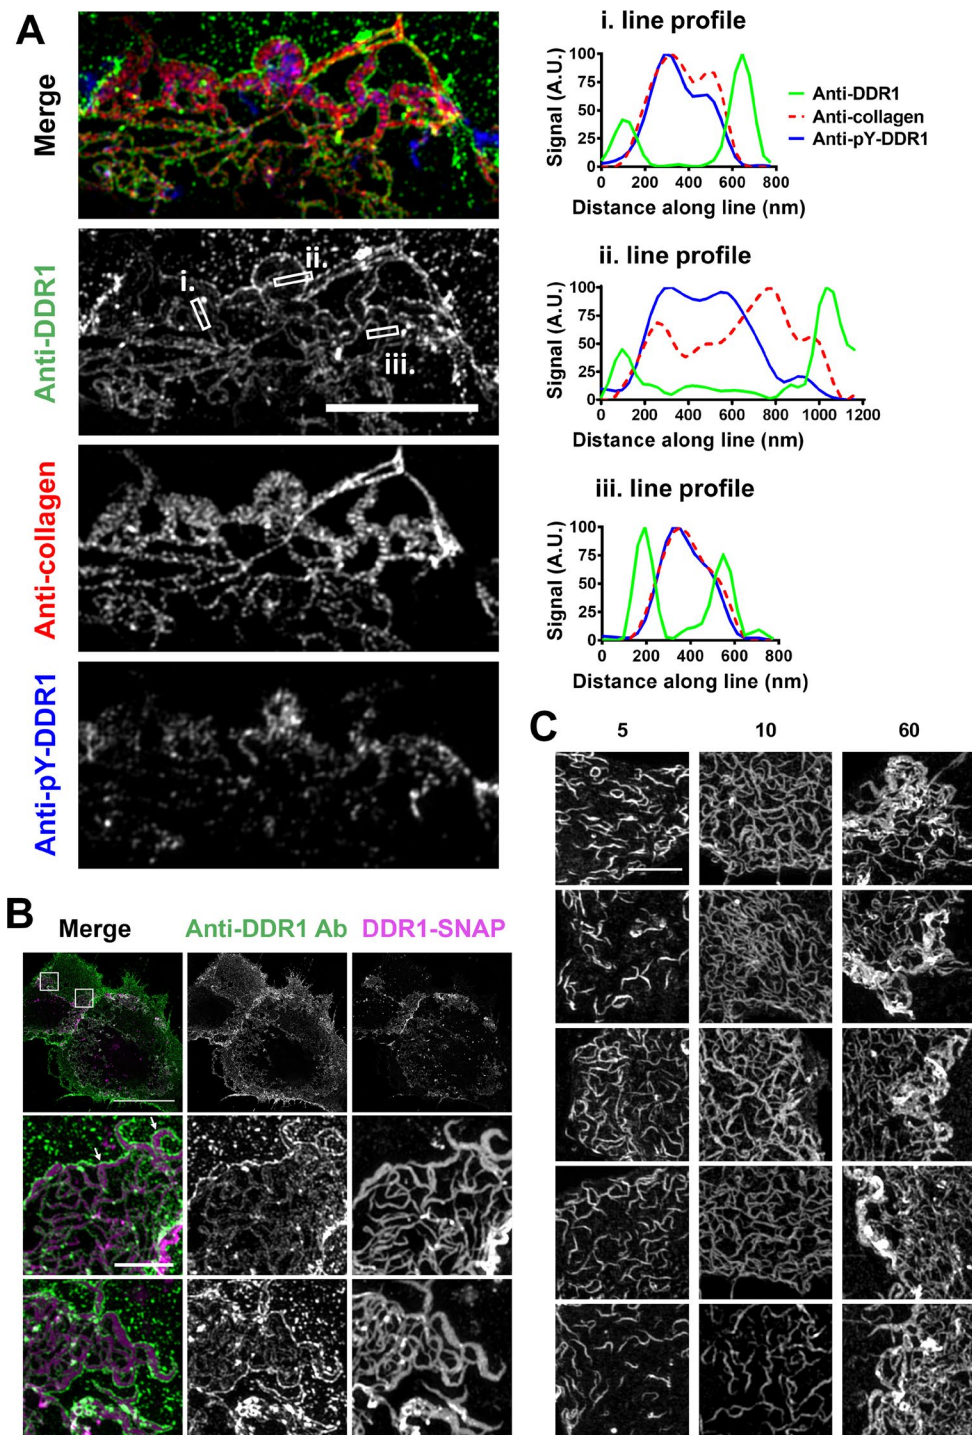 A
Merge
Anti-DDR1
Anti-collagen
Anti-pY-DDR1
i.
ii.
iii.
i. line profile
Signal (A.U.)
100
75
50
25
0
0 200 400 600 800
Distance along line (nm)
Anti-DDR1
Anti-collagen
Anti-pY-DDR1
ii. line profile
Signal (A.U.)
100
75
50
25
0
0 200 400 600 800 1000 1200
Distance along line (nm)
iii. line profile
Signal (A.U.)
100
75
50
25
0
0 200 400 600 800
Distance along line (nm)
B
Merge Anti-DDR1 Ab DDR1-SNAP
C
5 10 60